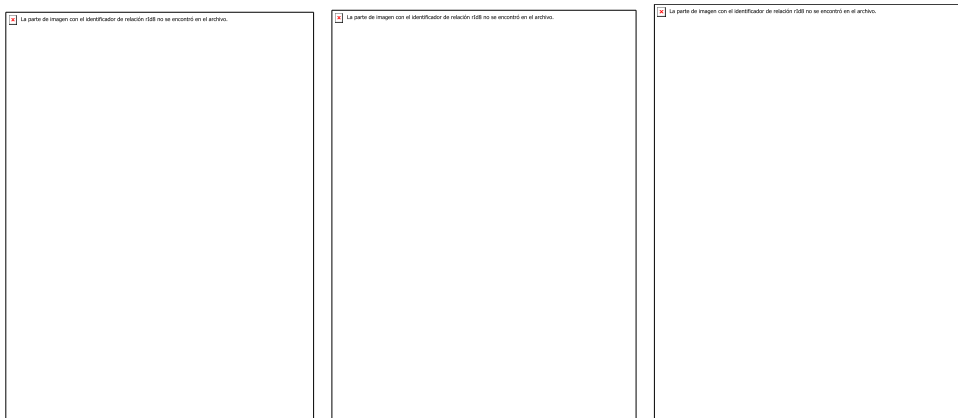 La parte de imagen con el identificador de relación rId8 no se encontró en el archivo.
La parte de imagen con el identificador de relación rId8 no se encontró en el archivo.
La parte de imagen con el identificador de relación rId8 no se encontró en el archivo.